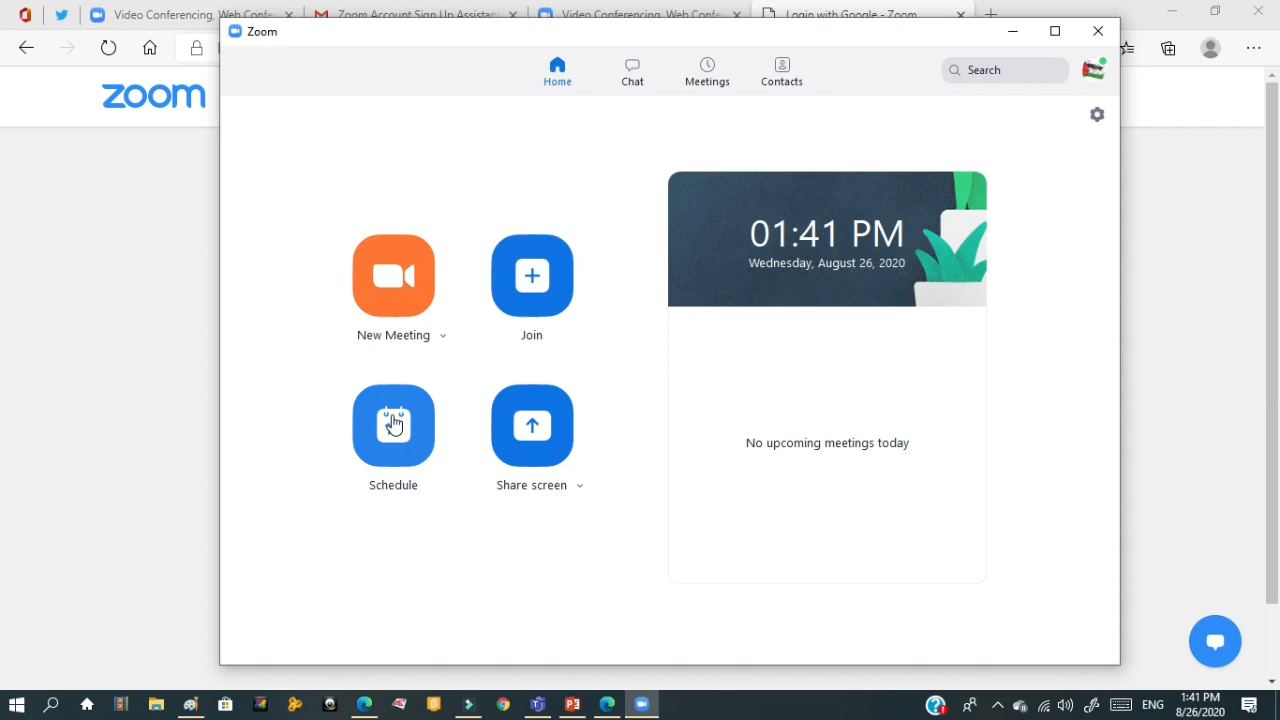 Video Conferencing, Web Confe
Zoom Account Sign Up Assistan
Video Conferencing, Web Confe
Login with Google - Zoom
Zoom
zoom
Home
Chat
Meetings
Contacts
Search
01:41 PM
Wednesday, August 26, 2020
New Meeting
Join
No upcoming meetings today
Schedule
Share screen
ENG
1:41 PM
8/26/2020